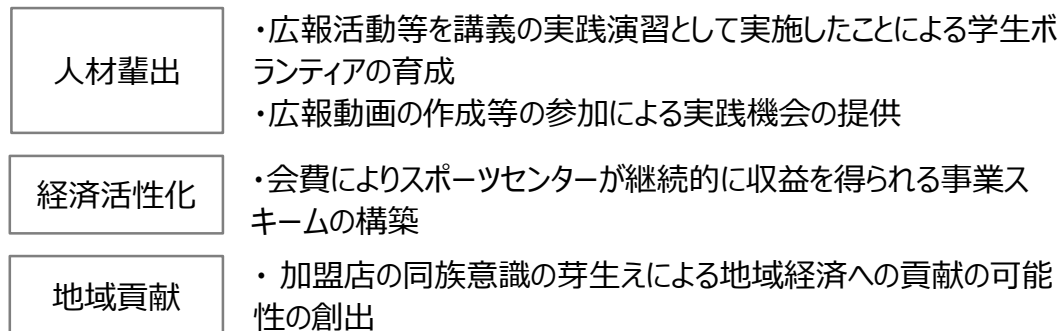 人材輩出
・広報活動等を講義の実践演習として実施したことによる学生ボ
ランティアの育成
・広報動画の作成等の参加による実践機会の提供
経済活性化
・会費によりスポーツセンターが継続的に収益を得られる事業ス
キームの構築
地域貢献
・ 加盟店の同族意識の芽生えによる地域経済への貢献の可能
性の創出